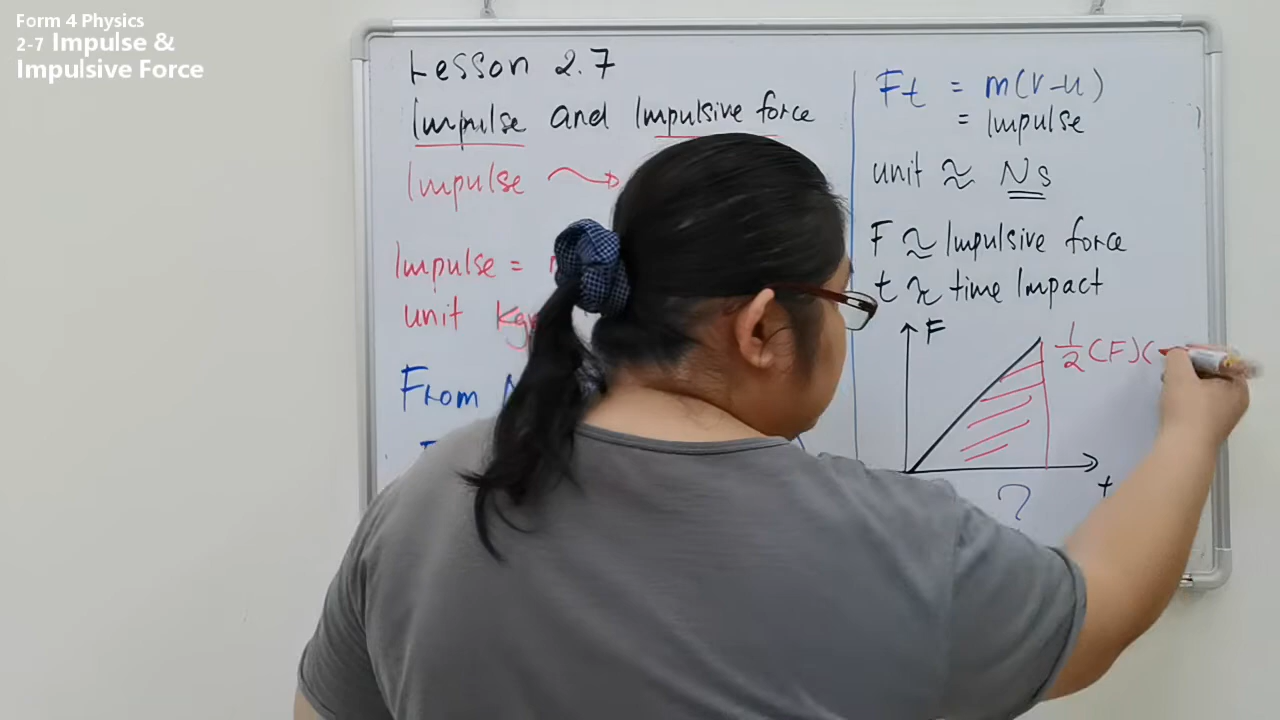 Form 4 Physics
2-7 Impulse &
Impulsive Force
Lesson 2.7
Impulse and Impulsive force
Impulse
Impulse =
unit
From
Ft = m(v-u)
= Impulse
unit ≈ Ns
F ≈ Impulsive force
t ≈ time Impact
F
1/2 (F)(
t
?